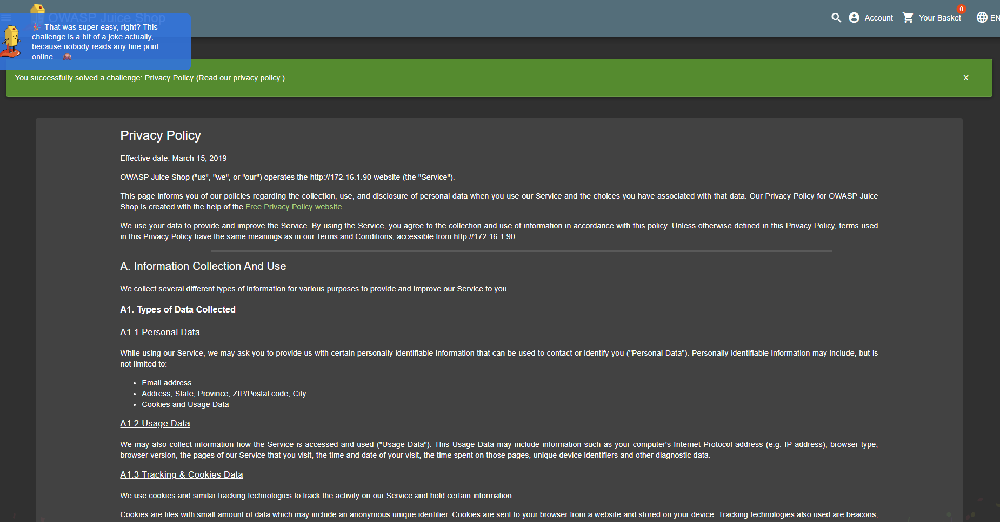 OWASP Juice Shop
Account
Your Basket
0
EN
That was super easy, right? This
challenge is a bit of a joke actually,
because nobody reads any fine print
online...
You successfully solved a challenge: Privacy Policy (Read our privacy policy.)
X
Privacy Policy
Effective date: March 15, 2019
OWASP Juice Shop ("us", "we", or "our") operates the http://172.16.1.90 website (the "Service").
This page informs you of our policies regarding the collection, use, and disclosure of personal data when you use our Service and the choices you have associated with that data. Our Privacy Policy for OWASP Juice
Shop is created with the help of the Free Privacy Policy website.
We use your data to provide and improve the Service. By using the Service, you agree to the collection and use of information in accordance with this policy. Unless otherwise defined in this Privacy Policy, terms used
in this Privacy Policy have the same meanings as in our Terms and Conditions, accessible from http://172.16.1.90 .
A. Information Collection And Use
We collect several different types of information for various purposes to provide and improve our Service to you.
A1. Types of Data Collected
A1.1 Personal Data
While using our Service, we may ask you to provide us with certain personally identifiable information that can be used to contact or identify you ("Personal Data"). Personally identifiable information may include, but is
not limited to:
• Email address
• Address, State, Province, ZIP/Postal code, City
• Cookies and Usage Data
A1.2 Usage Data
We may also collect information how the Service is accessed and used ("Usage Data"). This Usage Data may include information such as your computer's Internet Protocol address (e.g. IP address), browser type,
browser version, the pages of our Service that you visit, the time and date of your visit, the time spent on those pages, unique device identifiers and other diagnostic data.
A1.3 Tracking & Cookies Data
We use cookies and similar tracking technologies to track the activity on our Service and hold certain information.
Cookies are files with small amount of data which may include an anonymous unique identifier. Cookies are sent to your browser from a website and stored on your device. Tracking technologies also used are beacons,